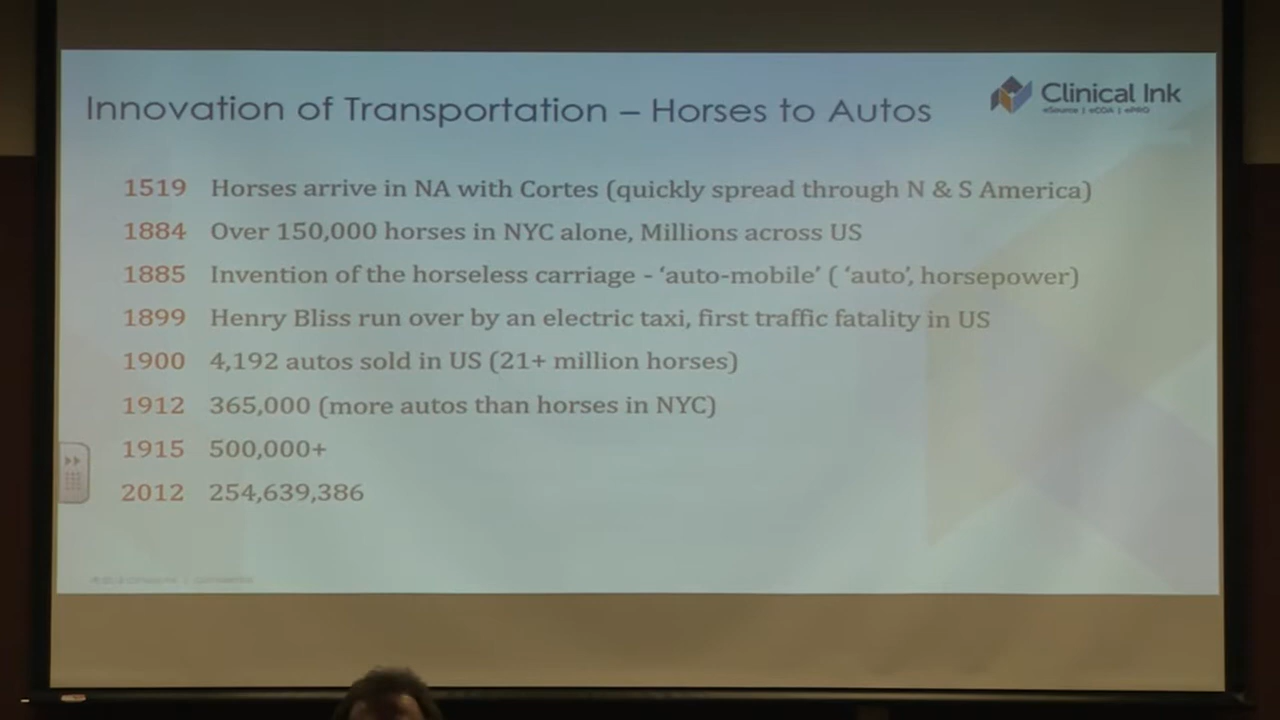 Innovation of Transportation – Horses to Autos
Clinical Ink
eSource | eCOA | ePRO
1519 Horses arrive in NA with Cortes (quickly spread through N & S America)
1884 Over 150,000 horses in NYC alone, Millions across US
1885 Invention of the horseless carriage - ‘auto-mobile’ ( ‘auto’, horsepower)
1899 Henry Bliss run over by an electric taxi, first traffic fatality in US
1900 4,192 autos sold in US (21+ million horses)
1912 365,000 (more autos than horses in NYC)
1915 500,000+
2012 254,639,386